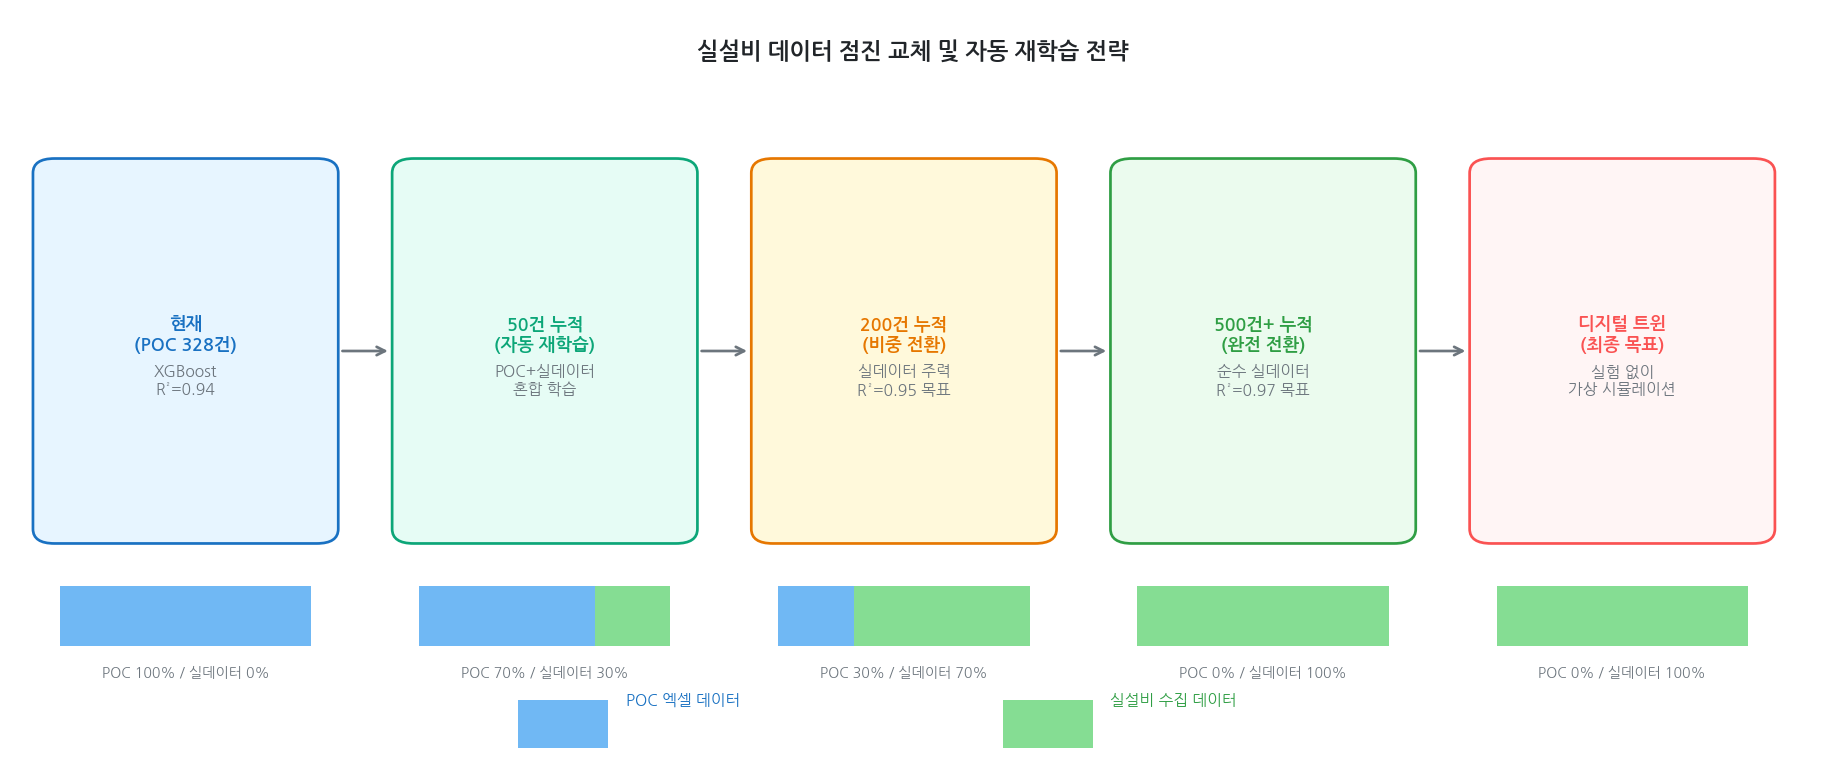 실설비 데이터 점진 교체 및 자동 재학습 전략
현재
(POC 328건)
XGBoost
R²=0.94
50건 누적
(자동 재학습)
POC+실데이터
혼합 학습
200건 누적
(비중 전환)
실데이터 주력
R²=0.95 목표
500건+ 누적
(완전 전환)
순수 실데이터
R²=0.97 목표
디지털 트윈
(최종 목표)
실험 없이
가상 시뮬레이션
POC 100% / 실데이터 0%
POC 70% / 실데이터 30%
POC 30% / 실데이터 70%
POC 0% / 실데이터 100%
POC 0% / 실데이터 100%
POC 엑셀 데이터
실설비 수집 데이터